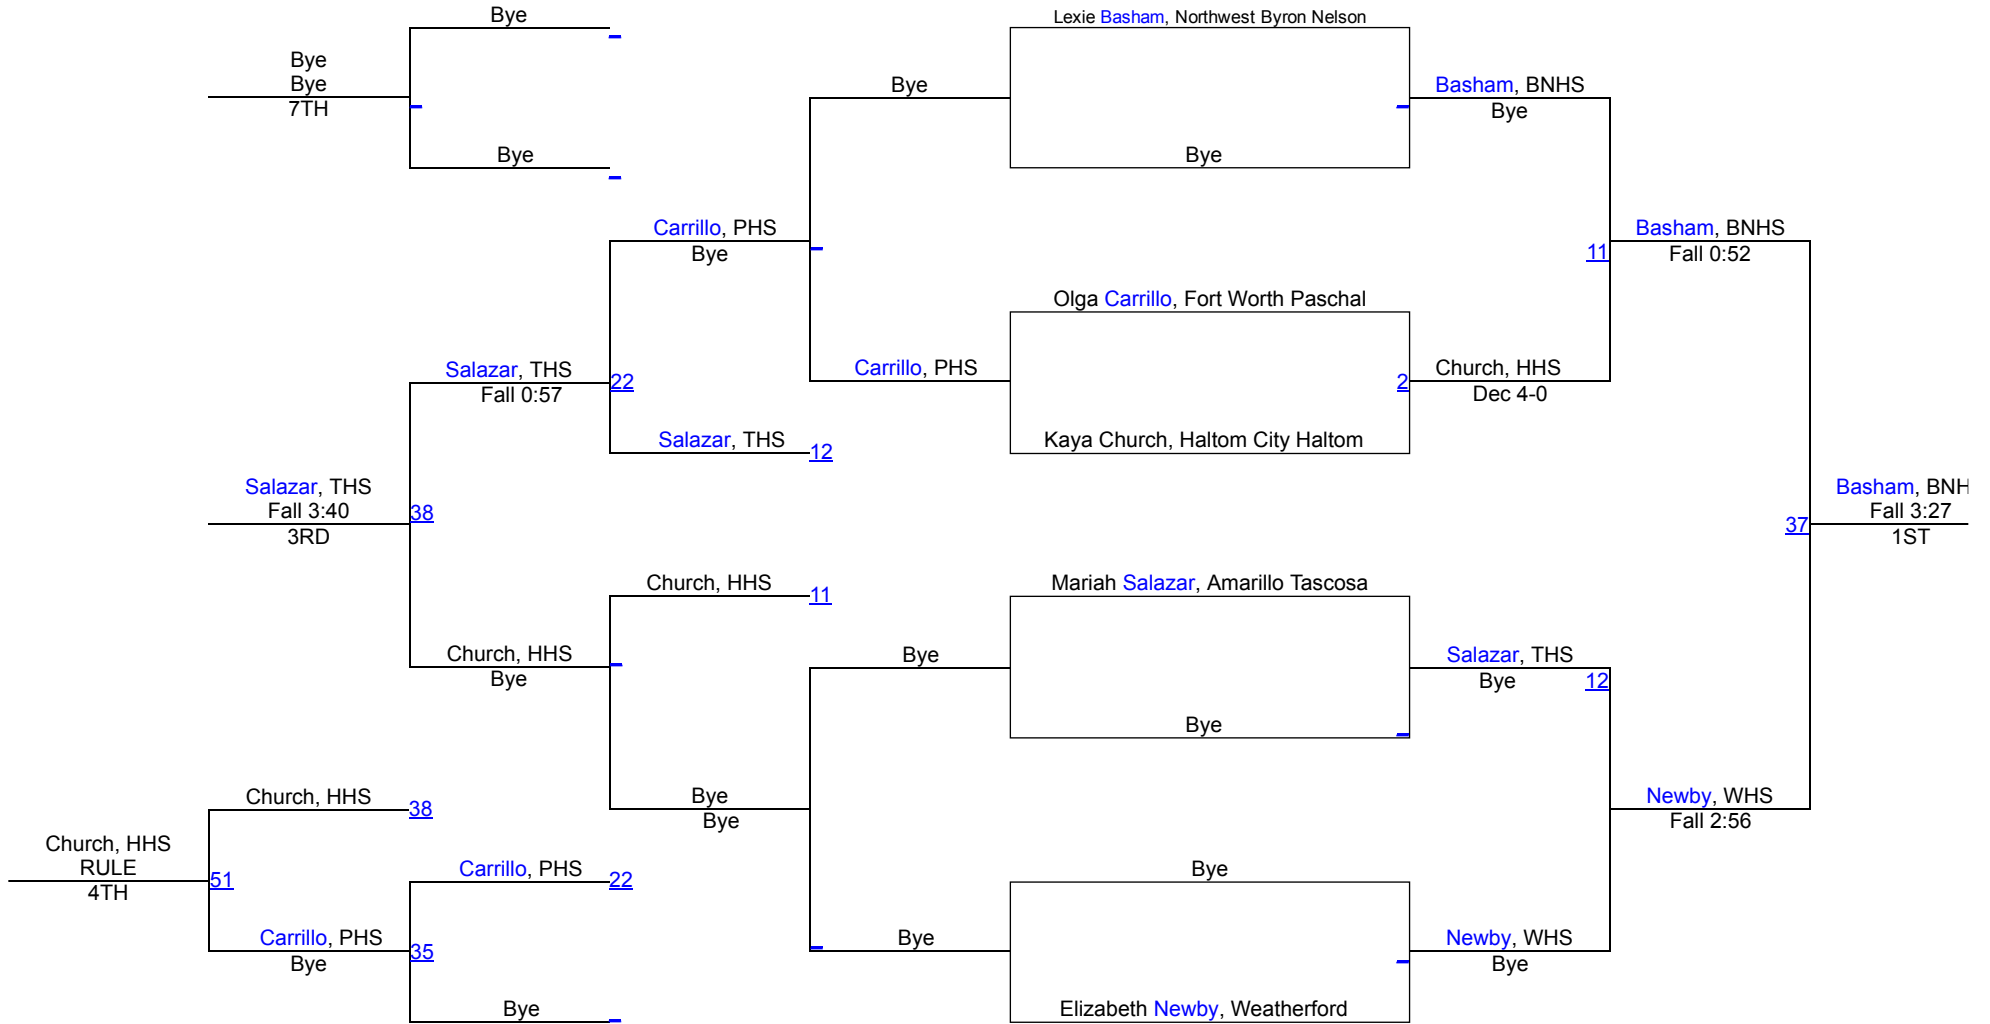 Bye
Lexie Basham, Northwest Byron Nelson
Bye
Bye
7TH
Bye
Basham, BNHS
Bye
Bye
Bye
Carrillo, PHS
Bye
Basham, BNHS
11
Fall 0:52
Olga Carrillo, Fort Worth Paschal
Salazar, THS
22
Fall 0:57
Carrillo, PHS
2
Church, HHS
Dec 4-0
Salazar, THS
12
Kaya Church, Haltom City Haltom
Salazar, THS
Fall 3:40
38
3RD
Basham, BNH
Fall 3:27
37
1ST
Church, HHS
11
Mariah Salazar, Amarillo Tascosa
Church, HHS
Bye
Bye
Salazar, THS
Bye
12
Bye
Church, HHS
38
Bye
Bye
Newby, WHS
Fall 2:56
Church, HHS
RULE
51
4TH
Carrillo, PHS
22
Bye
Carrillo, PHS
35
Bye
Bye
Newby, WHS
Bye
Bye
Elizabeth Newby, Weatherford